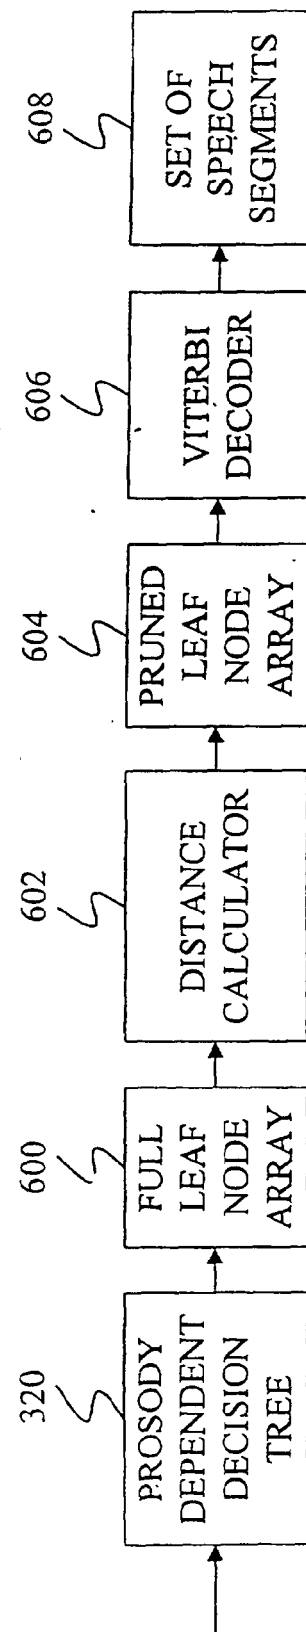 320
PROSODY
DEPENDENT
DECISION
TREE
600
FULL
LEAF
NODE
ARRAY
602
DISTANCE
CALCULATOR
604
PRUNED
LEAF
NODE
ARRAY
606
VITERBI
DECODER
608
SET OF
SPEECH
SEGMENTS